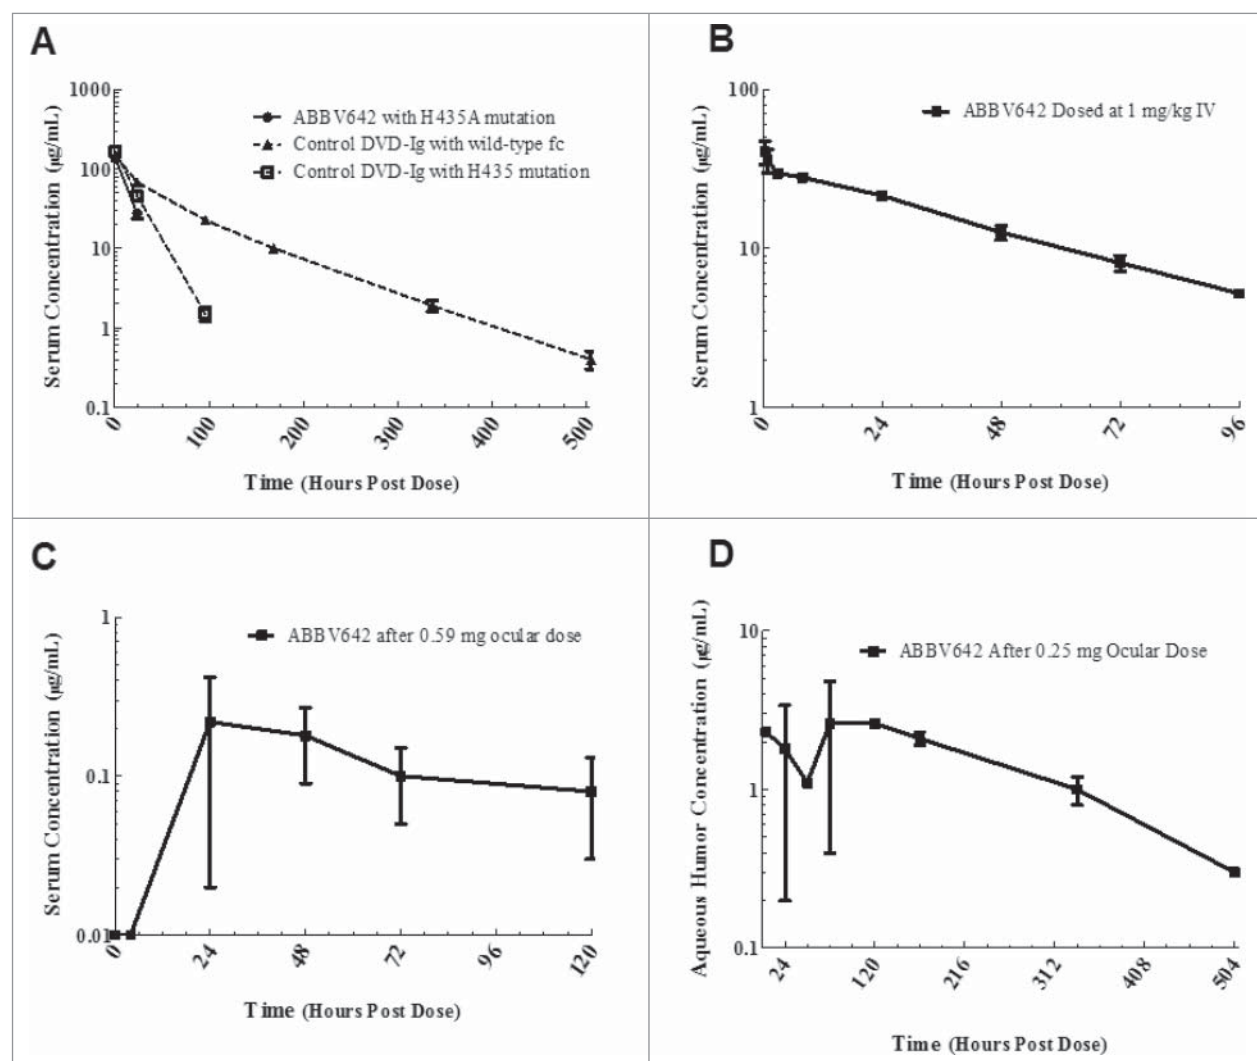 A
Serum Concentration (μg/mL)
1000
100
10
1
0.1
ABBV642 with H435A mutation
Control DVD-Ig with wild-type fc
Control DVD-Ig with H435 mutation
0
100
200
300
400
500
Time (Hours Post Dose)
B
Serum Concentration (μg/mL)
100
10
1
ABBV642 Dosed at 1 mg/kg IV
0
24
48
72
96
Time (Hours Post Dose)
C
Serum Concentration (μg/mL)
1
0.1
0.01
ABBV642 after 0.59 mg ocular dose
0
24
48
72
96
120
Time (Hours Post Dose)
D
Aqueous Humor Concentration (μg/mL)
10
1
0.1
ABBV642 After 0.25 mg Ocular Dose
24
120
216
312
408
504
Time (Hours Post Dose)